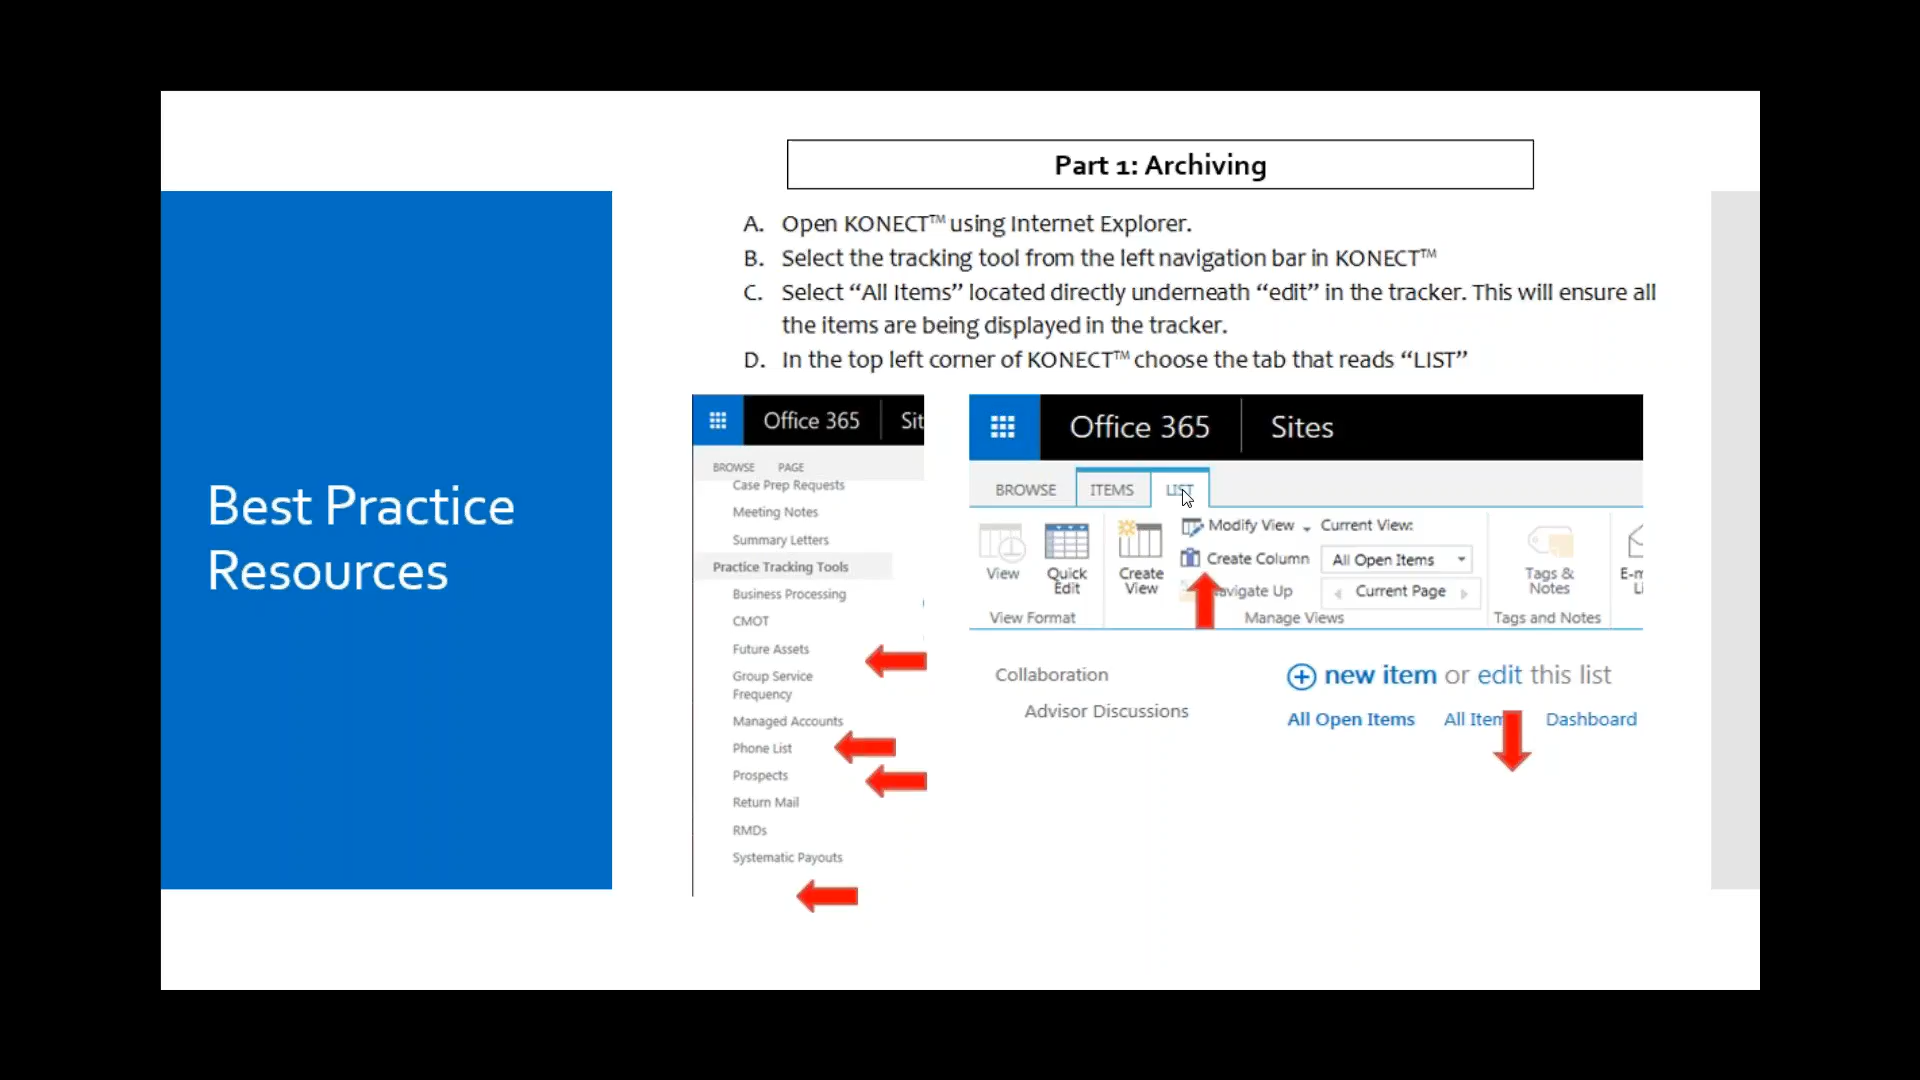 Part 1: Archiving
A. Open KONECT™ using Internet Explorer.
B. Select the tracking tool from the left navigation bar in KONECT™
C. Select “All Items” located directly underneath “edit” in the tracker. This will ensure all
the items are being displayed in the tracker.
D. In the top left corner of KONECT™ choose the tab that reads “LIST”
Best Practice
Resources
Office 365 Sit
BROWSE PAGE
Case Prep Requests
Meeting Notes
Summary Letters
Practice Tracking Tools
Business Processing
CMOT
Future Assets
Group Service
Frequency
Managed Accounts
Phone List
Prospects
Return Mail
RMDs
Systematic Payouts
Office 365 Sites
BROWSE ITEMS LIST
View
Quick
Edit
View Format
Create
View
Modify View
Create Column
Navigate Up
Current View:
All Open Items
Current Page
Manage Views
Tags &
Notes
Tags and Notes
Collaboration
Advisor Discussions
new item or edit this list
All Open Items All Item Dashboard